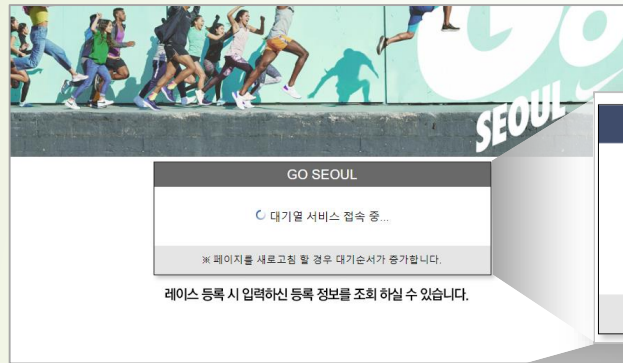 Go
SEOUL
GO SEOUL
대기열 서비스 접속 중...
※ 페이지를 새로고침 할 경우 대기순서가 증가합니다.
레이스 등록 시 입력하신 등록 정보를 조회 하실 수 있습니다.